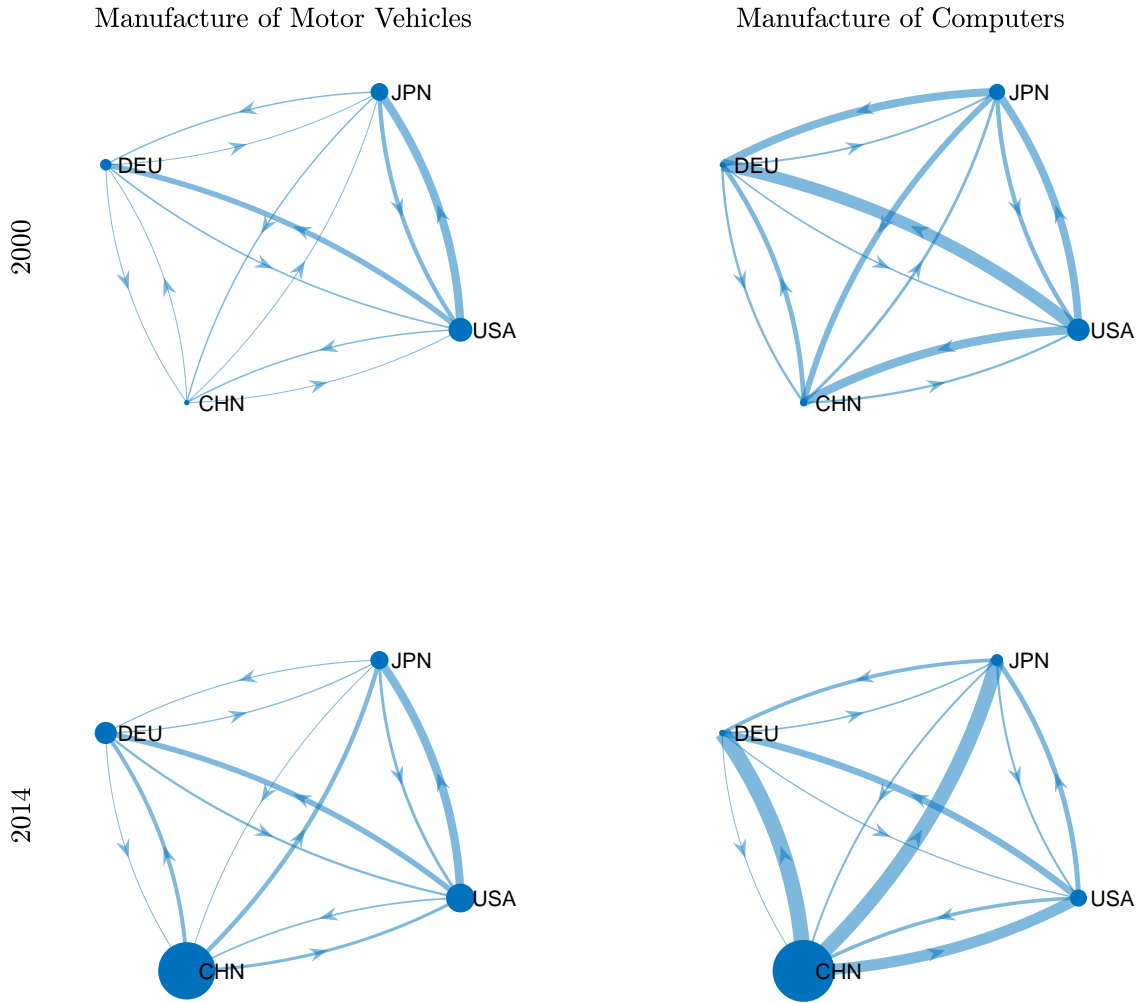 Manufacture of Motor Vehicles
Manufacture of Computers
2000
JPN
DEU
USA
CHN
JPN
DEU
USA
CHN
2014
JPN
DEU
USA
CHN
JPN
DEU
USA
CHN